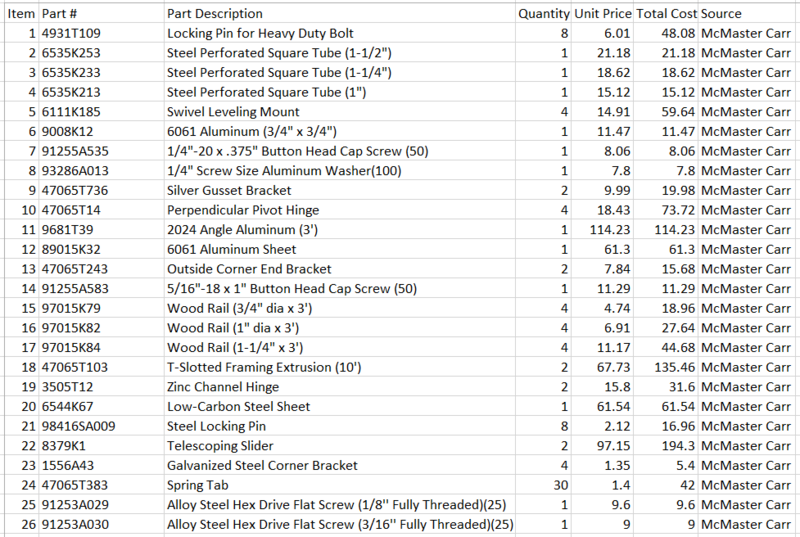 Item Part # Part Description Quantity Unit Price Total Cost Source
1 4931T109 Locking Pin for Heavy Duty Bolt 8 6.01 48.08 McMaster Carr
2 6535K253 Steel Perforated Square Tube (1-1/2") 1 21.18 21.18 McMaster Carr
3 6535K233 Steel Perforated Square Tube (1-1/4") 1 18.62 18.62 McMaster Carr
4 6535K213 Steel Perforated Square Tube (1") 1 15.12 15.12 McMaster Carr
5 6111K185 Swivel Leveling Mount 4 14.91 59.64 McMaster Carr
6 9008K12 6061 Aluminum (3/4" x 3/4") 1 11.47 11.47 McMaster Carr
7 91255A535 1/4"-20 x .375" Button Head Cap Screw (50) 1 8.06 8.06 McMaster Carr
8 93286A013 1/4" Screw Size Aluminum Washer(100) 1 7.8 7.8 McMaster Carr
9 47065T736 Silver Gusset Bracket 2 9.99 19.98 McMaster Carr
10 47065T14 Perpendicular Pivot Hinge 4 18.43 73.72 McMaster Carr
11 9681T39 2024 Angle Aluminum (3') 1 114.23 114.23 McMaster Carr
12 89015K32 6061 Aluminum Sheet 1 61.3 61.3 McMaster Carr
13 47065T243 Outside Corner End Bracket 2 7.84 15.68 McMaster Carr
14 91255A583 5/16"-18 x 1" Button Head Cap Screw (50) 1 11.29 11.29 McMaster Carr
15 97015K79 Wood Rail (3/4" dia x 3') 4 4.74 18.96 McMaster Carr
16 97015K82 Wood Rail (1" dia x 3') 4 6.91 27.64 McMaster Carr
17 97015K84 Wood Rail (1-1/4" x 3') 4 11.17 44.68 McMaster Carr
18 47065T103 T-Slotted Framing Extrusion (10') 2 67.73 135.46 McMaster Carr
19 3505T12 Zinc Channel Hinge 2 15.8 31.6 McMaster Carr
20 6544K67 Low-Carbon Steel Sheet 1 61.54 61.54 McMaster Carr
21 98416SA009 Steel Locking Pin 8 2.12 16.96 McMaster Carr
22 8379K1 Telescoping Slider 2 97.15 194.3 McMaster Carr
23 1556A43 Galvanized Steel Corner Bracket 4 1.35 5.4 McMaster Carr
24 47065T383 Spring Tab 30 1.4 42 McMaster Carr
25 91253A029 Alloy Steel Hex Drive Flat Screw (1/8'' Fully Threaded)(25) 1 9.6 9.6 McMaster Carr
26 91253A030 Alloy Steel Hex Drive Flat Screw (3/16'' Fully Threaded)(25) 1 9 9 McMaster Carr